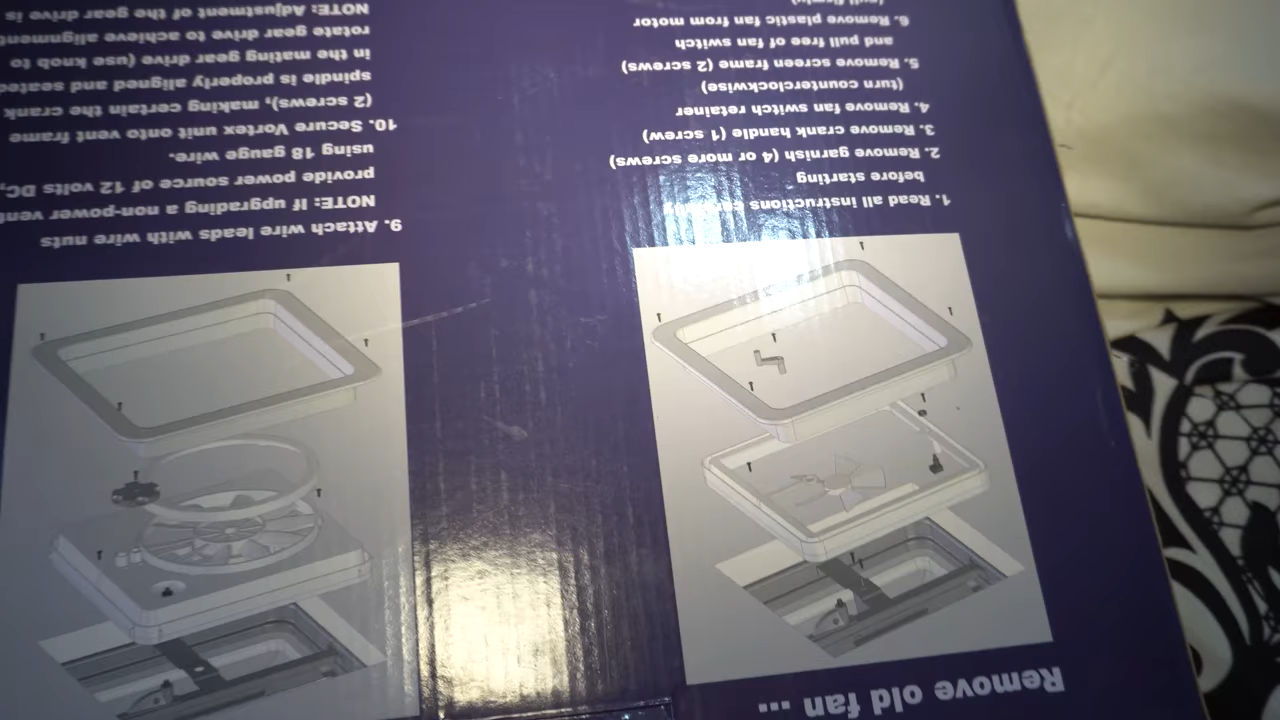 Remove old fan ...
1. Read all instructions
before starting
2. Remove garnish (4 or more screws)
3. Remove crank handle (1 screw)
4. Remove fan switch retainer
(turn counterclockwise)
5. Remove screen frame (2 screws)
and pull free of fan switch
6. Remove plastic fan from motor
9. Attach wire leads with wire nuts
NOTE: If upgrading a non-power vent
provide power source of 12 volts DC,
using 18 gauge wire.
10. Secure Vortex unit onto vent frame
(2 screws), making certain the crank
spindle is properly aligned and seated
in the mating gear drive (use knob to
rotate gear drive to achieve alignment
NOTE: Adjustment of the gear drive is